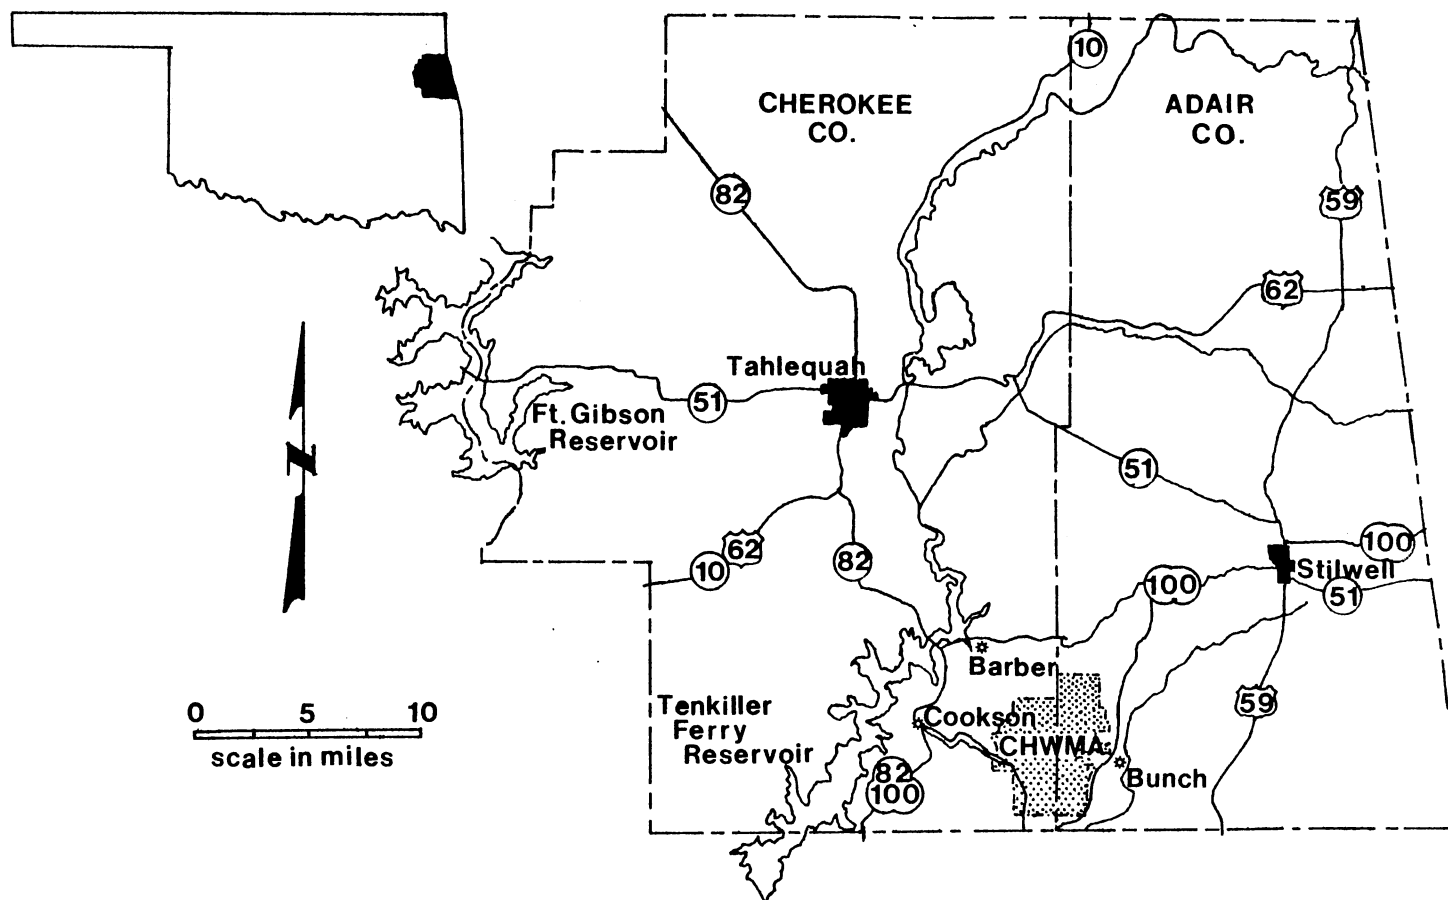 10
CHEROKEE
CO.
ADAIR
CO.
82
59
62
Tahlequah
51
Ft. Gibson
Reservoir
N
51
62
10
82
100
100
Stilwell
51
Barber
59
Tenkiller
Ferry
Reservoir
Cookson
CHWMA
82
100
Bunch
0 5 10
scale in miles